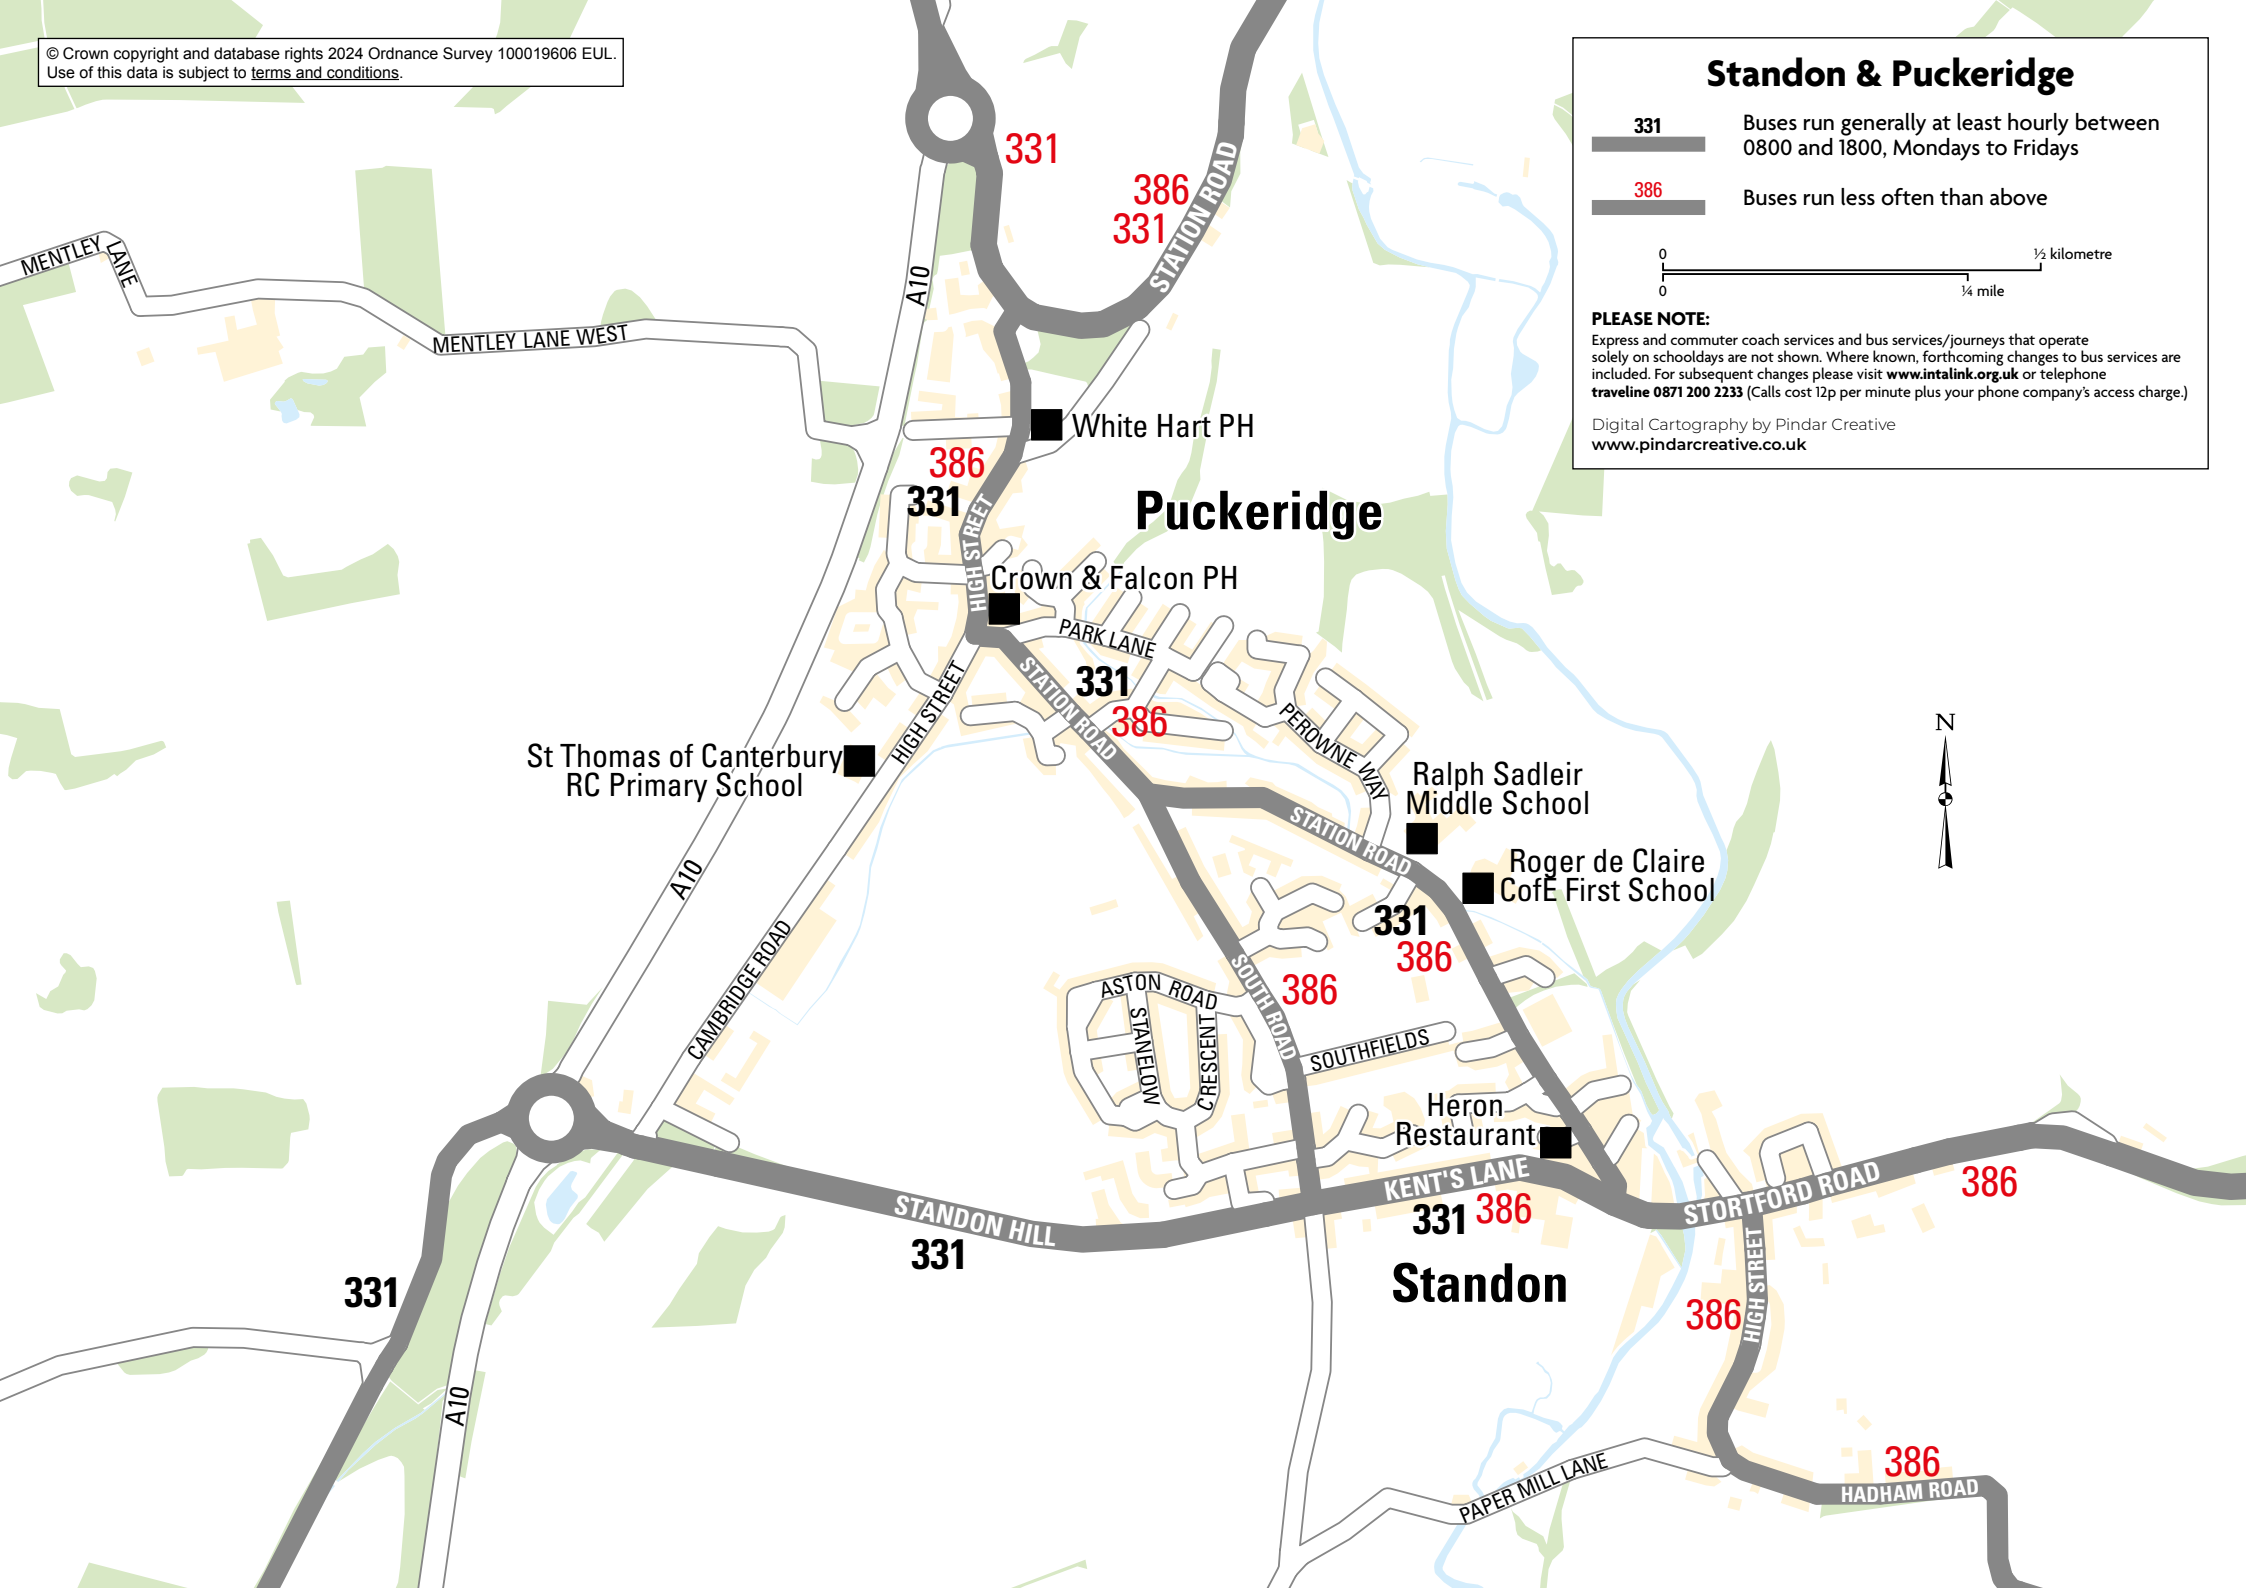 © Crown copyright and database rights 2024 Ordnance Survey 100019606 EUL.
Use of this data is subject to terms and conditions.
Standon & Puckeridge
331
Buses run generally at least hourly between
0800 and 1800, Mondays to Fridays
386
Buses run less often than above
0
½ kilometre
0
¼ mile
PLEASE NOTE:
Express and commuter coach services and bus services/journeys that operate
solely on schooldays are not shown. Where known, forthcoming changes to bus services are
included. For subsequent changes please visit www.intalink.org.uk or telephone
traveline 0871 200 2233 (Calls cost 12p per minute plus your phone company's access charge.)
Digital Cartography by Pindar Creative
www.pindarcreative.co.uk
331
386
331
STATION ROAD
MENTLEY LANE
A10
MENTLEY LANE WEST
White Hart PH
386
331
HIGH STREET
Puckeridge
Crown & Falcon PH
PARK LANE
331
386
STATION ROAD
HIGH STREET
PEROWNE WAY
St Thomas of Canterbury
RC Primary School
Ralph Sadleir
Middle School
STATION ROAD
Roger de Claire
CofE First School
N
A10
331
386
CAMBRIDGE ROAD
SOUTH ROAD
386
ASTON ROAD
STANELOW
CRESCENT
SOUTHFIELDS
Heron
Restaurant
KENT'S LANE
331
386
STORTFORD ROAD
386
STANDON HILL
331
331
Standon
HIGH STREET
386
A10
PAPER MILL LANE
386
HADHAM ROAD